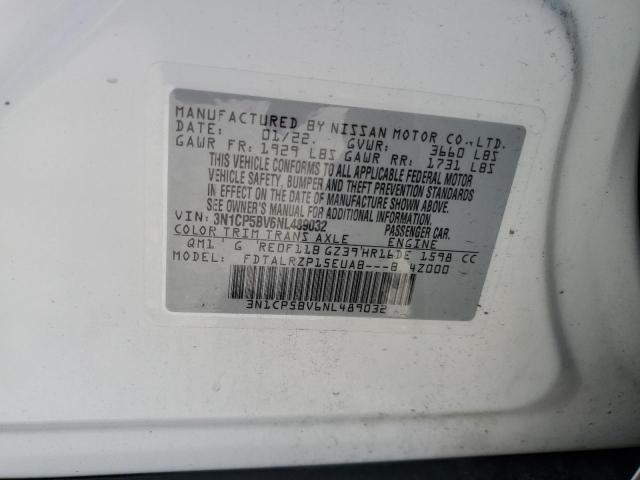 MANUFACTURED BY NISSAN MOTOR CO., LTD.
DATE: 01/22. GVWR: 3660 LBS
GAWR FR: 1929 LBS GAWR RR: 1731 LBS
THIS VEHICLE CONFORMS TO ALL APPLICABLE FEDERAL MOTOR
VEHICLE SAFETY, BUMPER AND THEFT PREVENTION STANDARDS
IN EFFECT ON THE DATE OF MANUFACTURE SHOWN ABOVE.
SEE OWNER'S MANUAL FOR ADDITIONAL INFORMATION.
VIN: 3N1CP5BV6NL489032 PASSENGER CAR.
COLOR TRIM TRANS AXLE ENGINE
QM1 G RE0F11B GZ39 HR16DE 1598 CC
MODEL: FDTALRZP15EUAB---B 4Z000
3N1CP5BV6NL489032